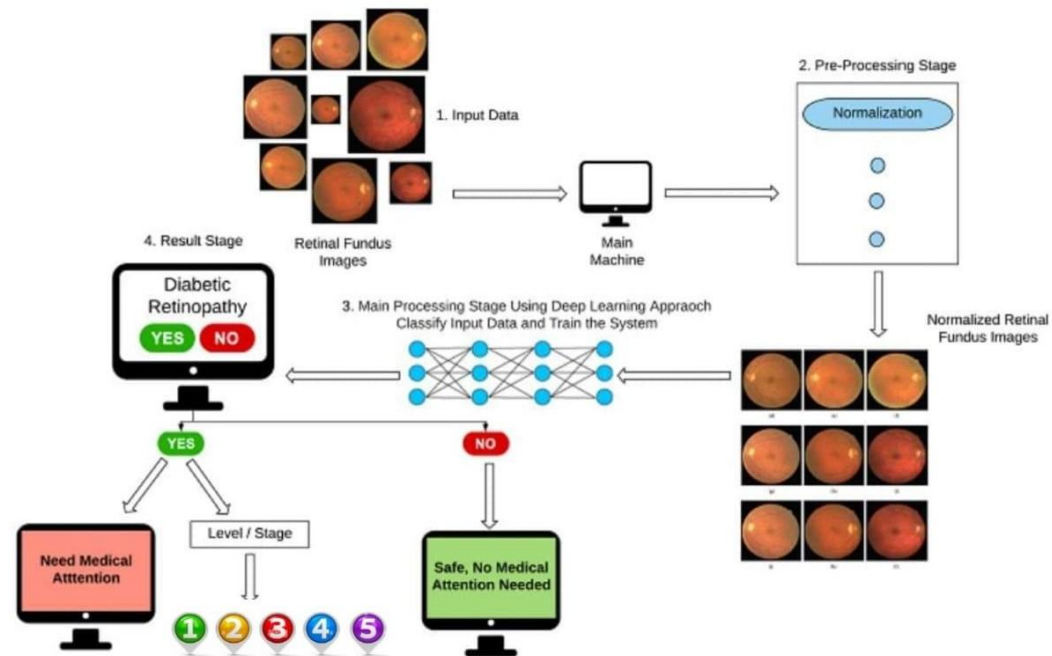 1. Input Data
Retinal Fundus
Images
Main
Machine
2. Pre-Processing Stage
Normalization
Normalized Retinal
Fundus Images
3. Main Processing Stage Using Deep Learning Appraoch
Classify Input Data and Train the System
4. Result Stage
Diabetic
Retinopathy
YES NO
YES
NO
Need Medical
Atttention
Level / Stage
1 2 3 4 5
Safe, No Medical
Attention Needed